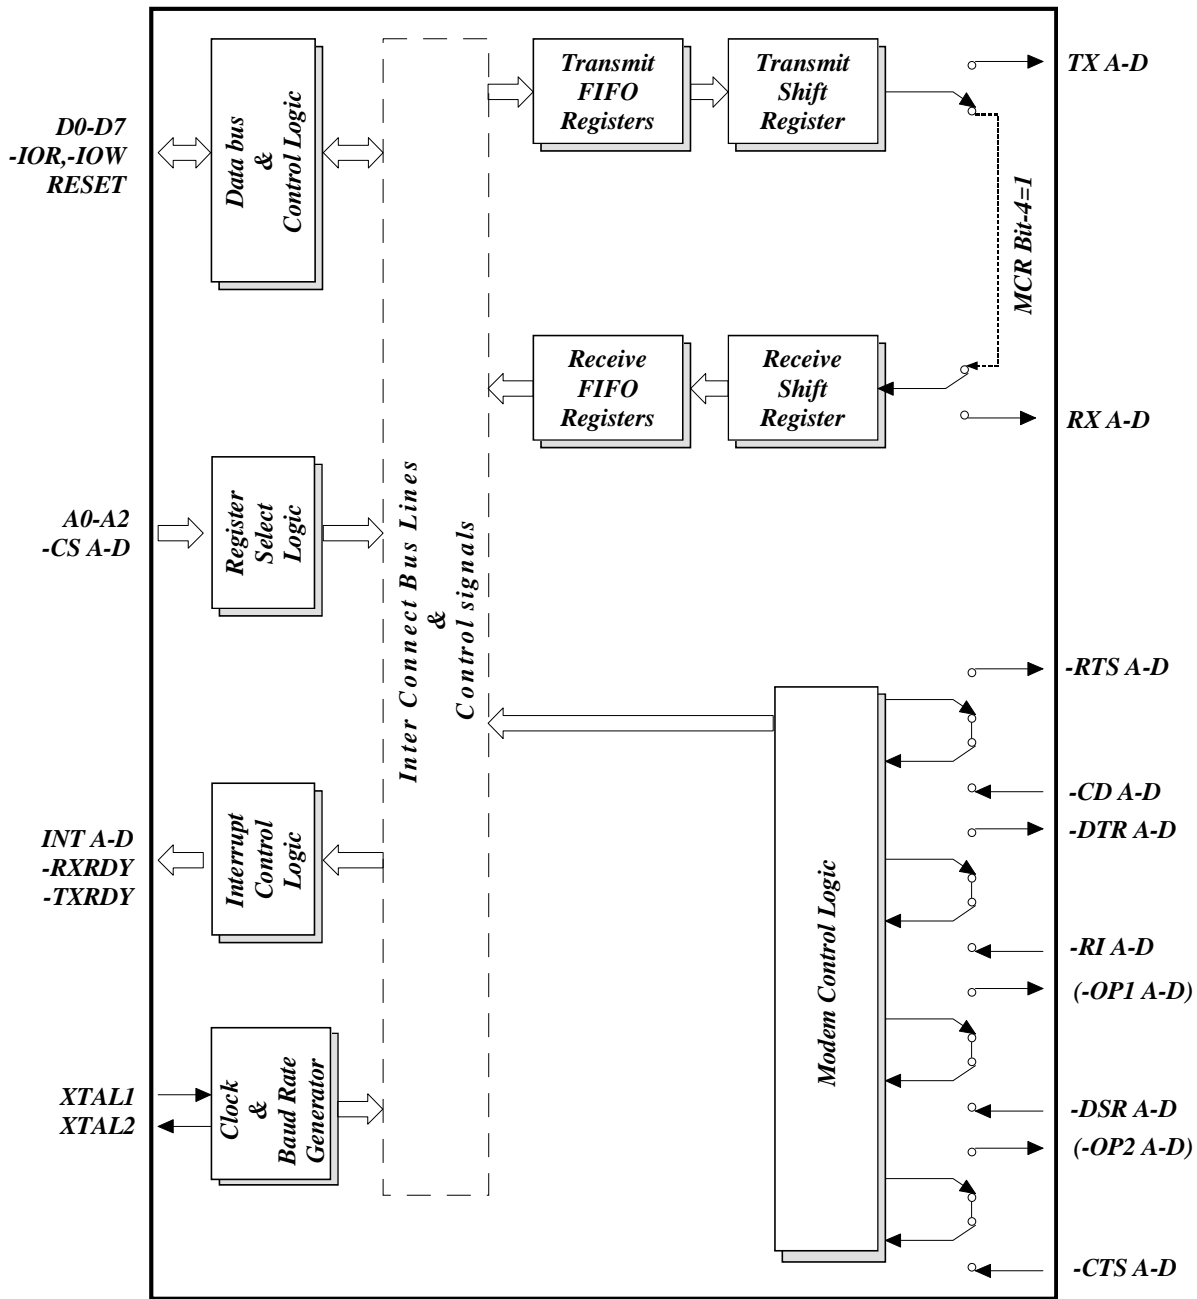 D0-D7
-IOR,-IOW
RESET
Data bus
&
Control Logic
A0-A2
-CS A-D
Register
Select
Logic
INT A-D
-RXRDY
-TXRDY
Interrupt
Control
Logic
XTAL1
XTAL2
Clock
&
Baud Rate
Generator
Inter Connect Bus Lines
&
Control signals
Transmit
FIFO
Registers
Transmit
Shift
Register
Receive
FIFO
Registers
Receive
Shift
Register
MCR Bit-4=1
TX A-D
RX A-D
Modem Control Logic
-RTS A-D
-CD A-D
-DTR A-D
-RI A-D
(-OP1 A-D)
-DSR A-D
(-OP2 A-D)
-CTS A-D